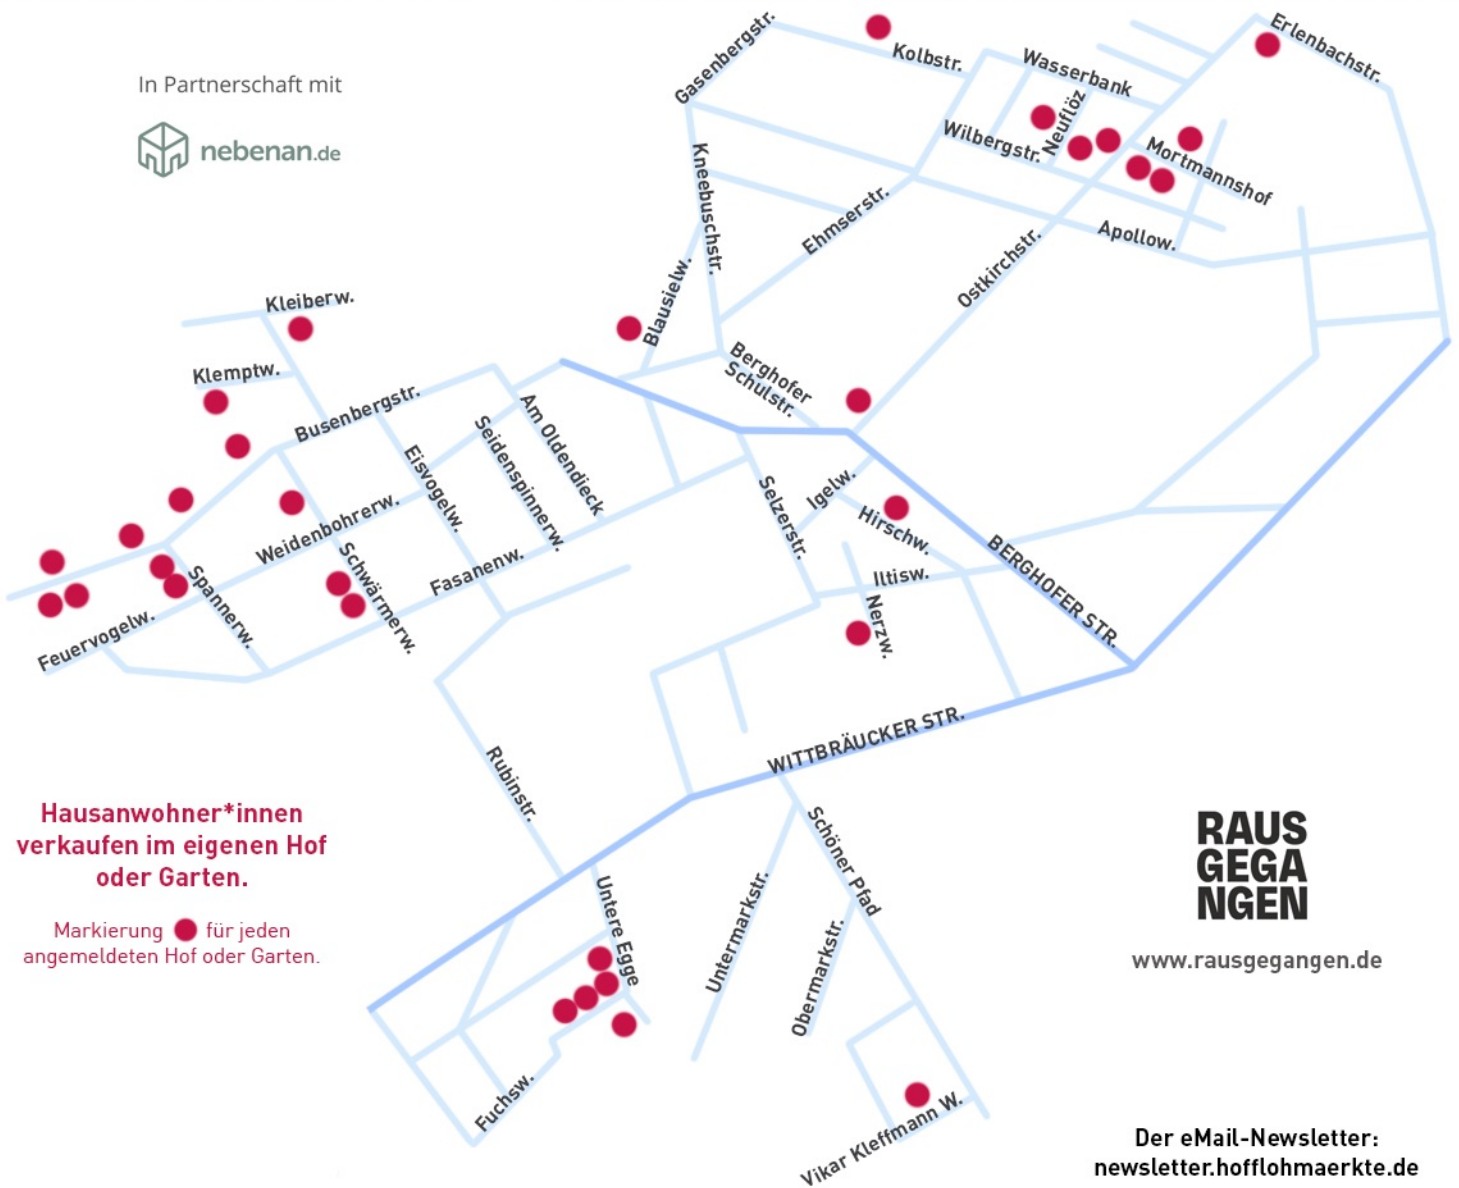 In Partnerschaft mit
nebenan.de
Gasenbergstr.
Kolbstr.
Wasserbank
Erlenbachstr.
Neuflöz
Wilbergstr.
Mortmannshof
Kneebuschstr.
Ehmserstr.
Apollow.
Ostkirchstr.
Blausielw.
Kleiberw.
Klemptw.
Berghofer
Schulstr.
Busenbergstr.
Am Oldendieck
Seidenspinnerw.
Eisvogelw.
Weidenbohrerw.
Selzerstr.
Igelw.
Hirschw.
BERGHOFER STR.
Schwärmerw.
Fasanenw.
Spannerw.
Iltisw.
Nerzw.
Feuervogelw.
WITTBRÄUCKER STR.
Rubinstr.
Hausanwohner*innen
verkaufen im eigenen Hof
oder Garten.
Markierung für jeden
angemeldeten Hof oder Garten.
Schöner Pfad
Untere Egge
Untermarkstr.
Obermarkstr.
RAUS
GEGA
NGEN
www.rausgegangen.de
Fuchsw.
Vikar Kleffmann W.
Der eMail-Newsletter:
newsletter.hofflohmaerkte.de